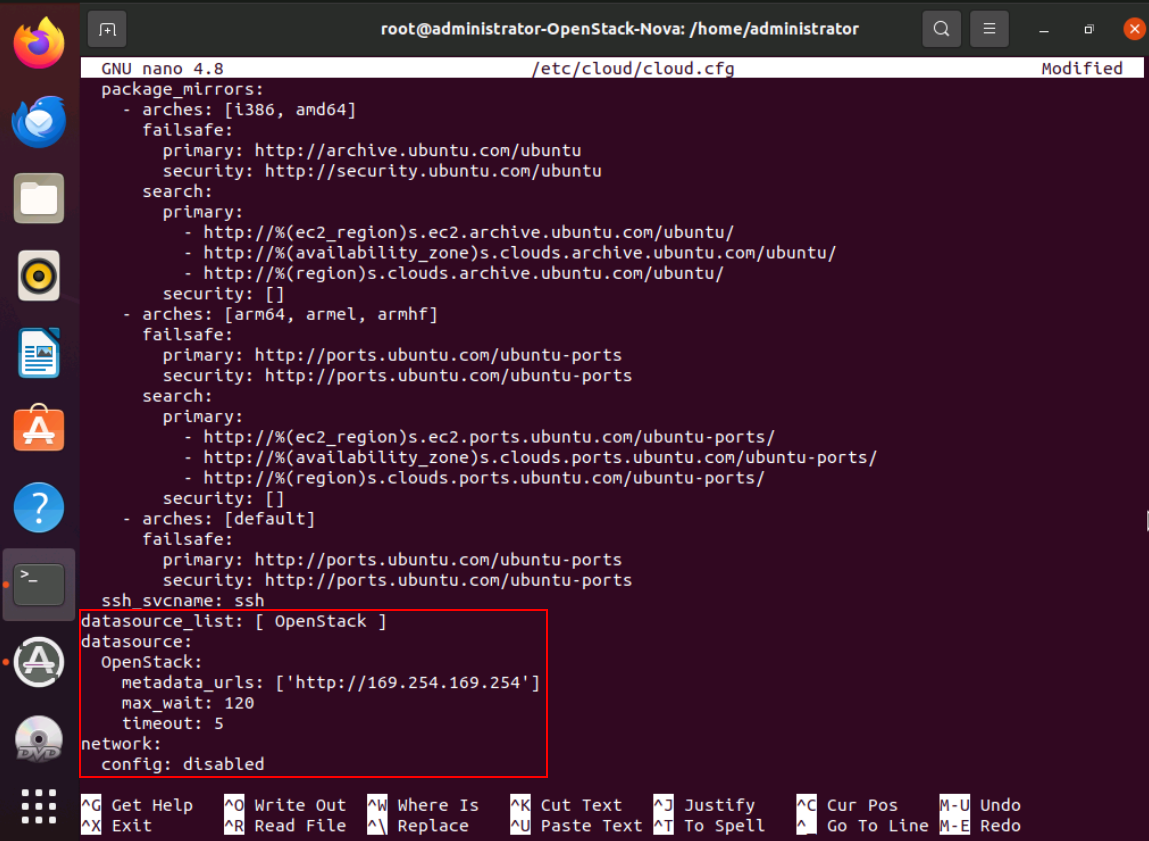 root@administrator-OpenStack-Nova: /home/administrator
GNU nano 4.8 /etc/cloud/cloud.cfg Modified
package_mirrors:
- arches: [i386, amd64]
failsafe:
primary: http://archive.ubuntu.com/ubuntu
security: http://security.ubuntu.com/ubuntu
search:
primary:
- http://%(ec2_region)s.ec2.archive.ubuntu.com/ubuntu/
- http://%(availability_zone)s.clouds.archive.ubuntu.com/ubuntu/
- http://%(region)s.clouds.archive.ubuntu.com/ubuntu/
security: []
- arches: [arm64, armel, armhf]
failsafe:
primary: http://ports.ubuntu.com/ubuntu-ports
security: http://ports.ubuntu.com/ubuntu-ports
search:
primary:
- http://%(ec2_region)s.ec2.ports.ubuntu.com/ubuntu-ports/
- http://%(availability_zone)s.clouds.ports.ubuntu.com/ubuntu-ports/
- http://%(region)s.clouds.ports.ubuntu.com/ubuntu-ports/
security: []
- arches: [default]
failsafe:
primary: http://ports.ubuntu.com/ubuntu-ports
security: http://ports.ubuntu.com/ubuntu-ports
ssh_svcname: ssh
datasource_list: [ OpenStack ]
datasource:
OpenStack:
metadata_urls: ['http://169.254.169.254']
max_wait: 120
timeout: 5
network:
config: disabled
^G Get Help ^O Write Out ^W Where Is ^K Cut Text ^J Justify ^C Cur Pos M-U Undo
^X Exit ^R Read File ^\ Replace ^U Paste Text ^T To Spell ^_ Go To Line M-E Redo
DVD